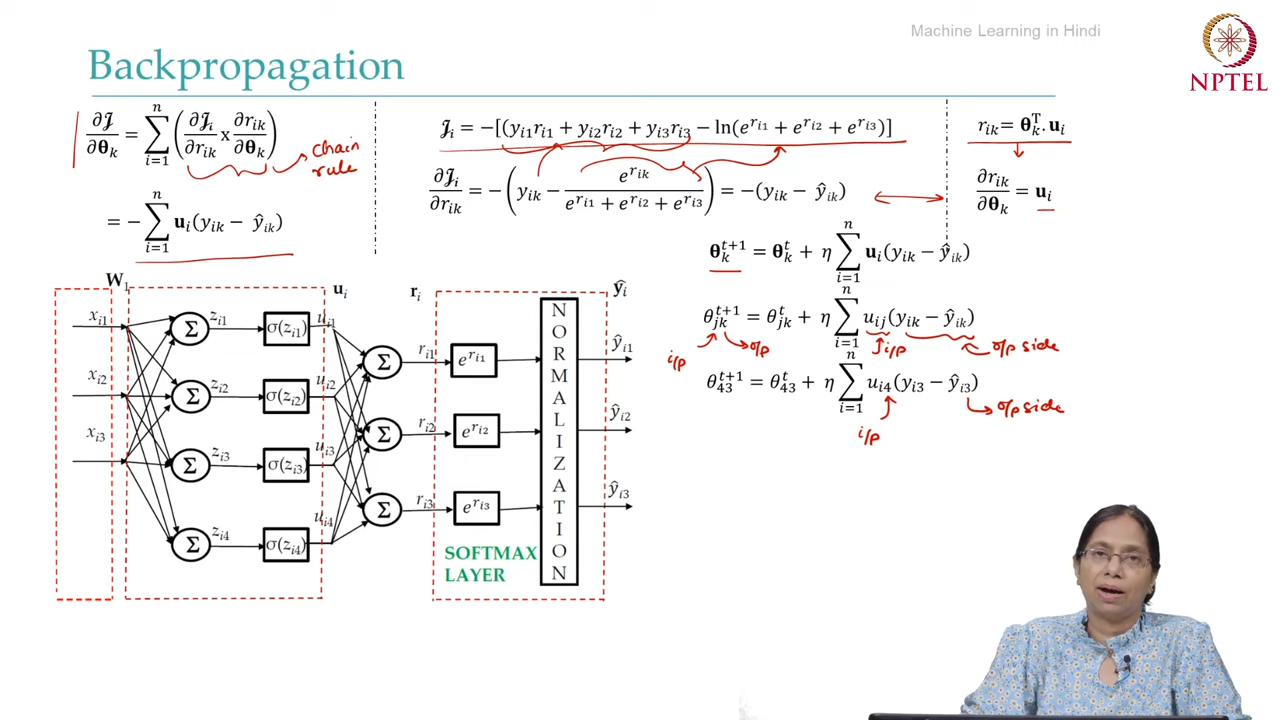 Machine Learning in Hindi
NPTEL
Backpropagation
∂𝒥/∂θ_k = Σ_{i=1}^{n} (∂𝒥_i/∂r_ik x ∂r_ik/∂θ_k)
chain rule
= − Σ_{i=1}^{n} u_i(y_ik − ŷ_ik)
𝒥_i = −[(y_i1 r_i1 + y_i2 r_i2 + y_i3 r_i3 − ln(e^{r_i1} + e^{r_i2} + e^{r_i3})]
∂𝒥_i/∂r_ik = −(y_ik − e^{r_ik}/(e^{r_i1} + e^{r_i2} + e^{r_i3})) = −(y_ik − ŷ_ik)
r_ik = θ_k^T . u_i
∂r_ik/∂θ_k = u_i
θ_k^{t+1} = θ_k^t + η Σ_{i=1}^{n} u_i(y_ik − ŷ_ik)
θ_jk^{t+1} = θ_jk^t + η Σ_{i=1}^{n} u_ij(y_ik − ŷ_ik)
i/p o/p i/p o/p side
θ_43^{t+1} = θ_43^t + η Σ_{i=1}^{n} u_i4(y_i3 − ŷ_i3)
i/p o/p side
W_1 u_i r_i ŷ_i
x_i1 Σ z_i1 σ(z_i1) u_i1
x_i2 Σ z_i2 σ(z_i2) u_i2
x_i3 Σ z_i3 σ(z_i3) u_i3
Σ z_i4 σ(z_i4) u_i4
Σ r_i1 e^{r_i1} ŷ_i1
Σ r_i2 e^{r_i2} ŷ_i2
Σ r_i3 e^{r_i3} ŷ_i3
NORMALIZATION
SOFTMAX
LAYER